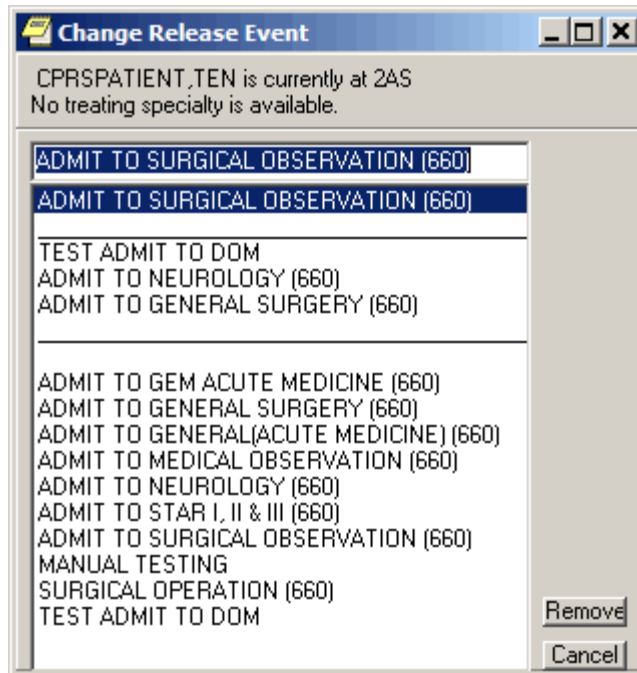 Change Release Event
CPRSPATIENT,TEN is currently at 2AS
No treating specialty is available.
ADMIT TO SURGICAL OBSERVATION (660)
ADMIT TO SURGICAL OBSERVATION (660)
TEST ADMIT TO DOM
ADMIT TO NEUROLOGY (660)
ADMIT TO GENERAL SURGERY (660)
ADMIT TO GEM ACUTE MEDICINE (660)
ADMIT TO GENERAL SURGERY (660)
ADMIT TO GENERAL(ACUTE MEDICINE) (660)
ADMIT TO MEDICAL OBSERVATION (660)
ADMIT TO NEUROLOGY (660)
ADMIT TO STAR I, II & III (660)
ADMIT TO SURGICAL OBSERVATION (660)
MANUAL TESTING
SURGICAL OPERATION (660)
TEST ADMIT TO DOM
Remove
Cancel